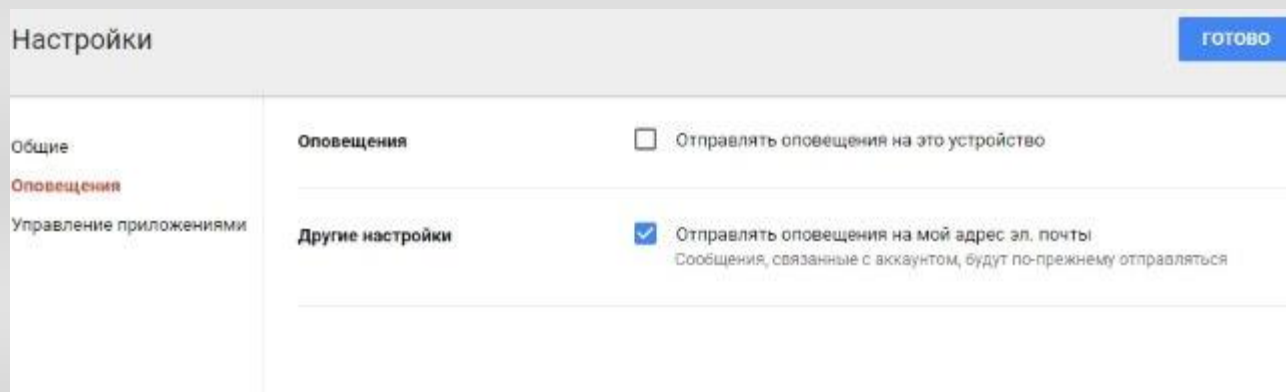 Настройки
ГОТОВО
Общие
Оповещения
Управление приложениями
Оповещения
Отправлять оповещения на это устройство
Другие настройки
Отправлять оповещения на мой адрес эл. почты
Сообщения, связанные с аккаунтом, будут по-прежнему отправляться